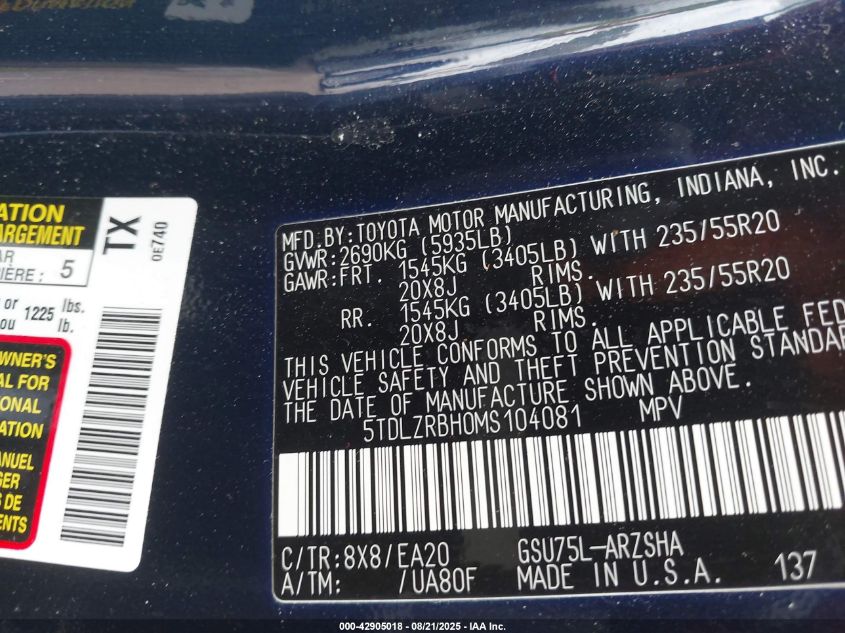 ATION
ARGEMENT
AR
IÈRE : 5
or 1225 lbs.
ou lb.
TX
0E740
OWNER'S
AL FOR
IONAL
ATION
ANUEL
GER
S DE
ENTS
MFD.BY:TOYOTA MOTOR MANUFACTURING, INDIANA, INC.
GVWR:2690KG (5935LB)
GAWR:FRT. 1545KG (3405LB) WITH 235/55R20
20X8J RIMS.
RR. 1545KG (3405LB) WITH 235/55R20
20X8J RIMS.
THIS VEHICLE CONFORMS TO ALL APPLICABLE FED
VEHICLE SAFETY AND THEFT PREVENTION STANDAR
THE DATE OF MANUFACTURE SHOWN ABOVE.
5TDLZRBH0MS104081 MPV
C/TR:8X8/EA20 GSU75L-ARZSHA
A/TM: /UA80F MADE IN U.S.A. 137
000-42905018 - 08/21/2025 - IAA Inc.